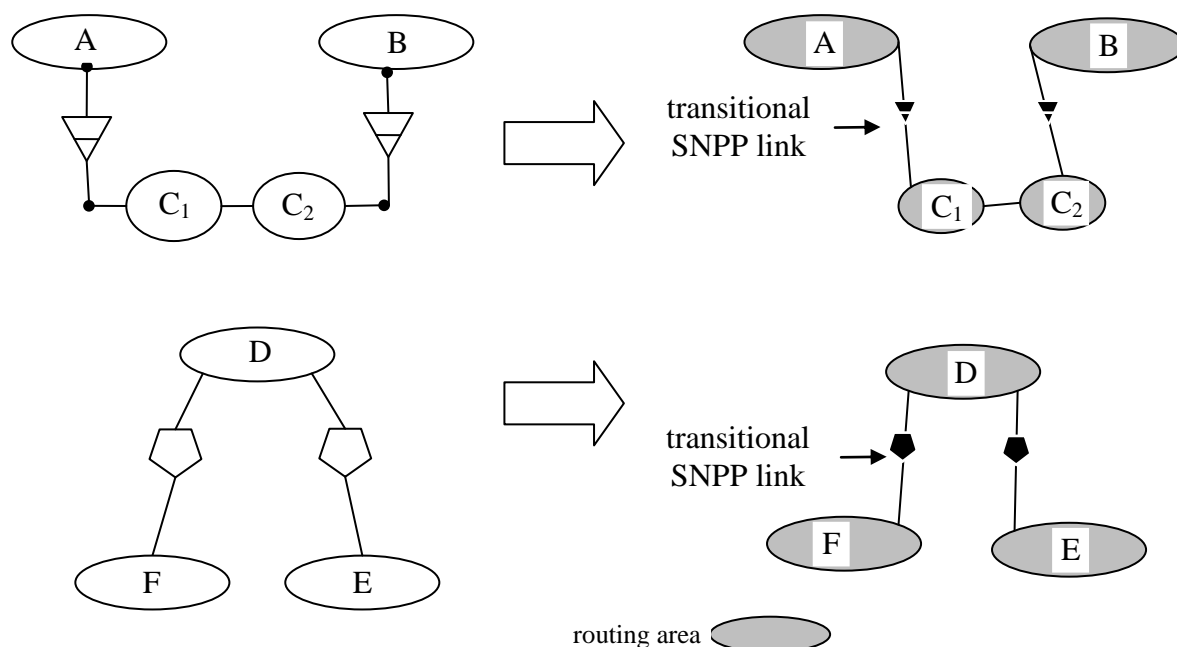 A
B
C₁
C₂
A
B
transitional
SNPP link
C₁
C₂
D
F
E
D
transitional
SNPP link
F
E
routing area